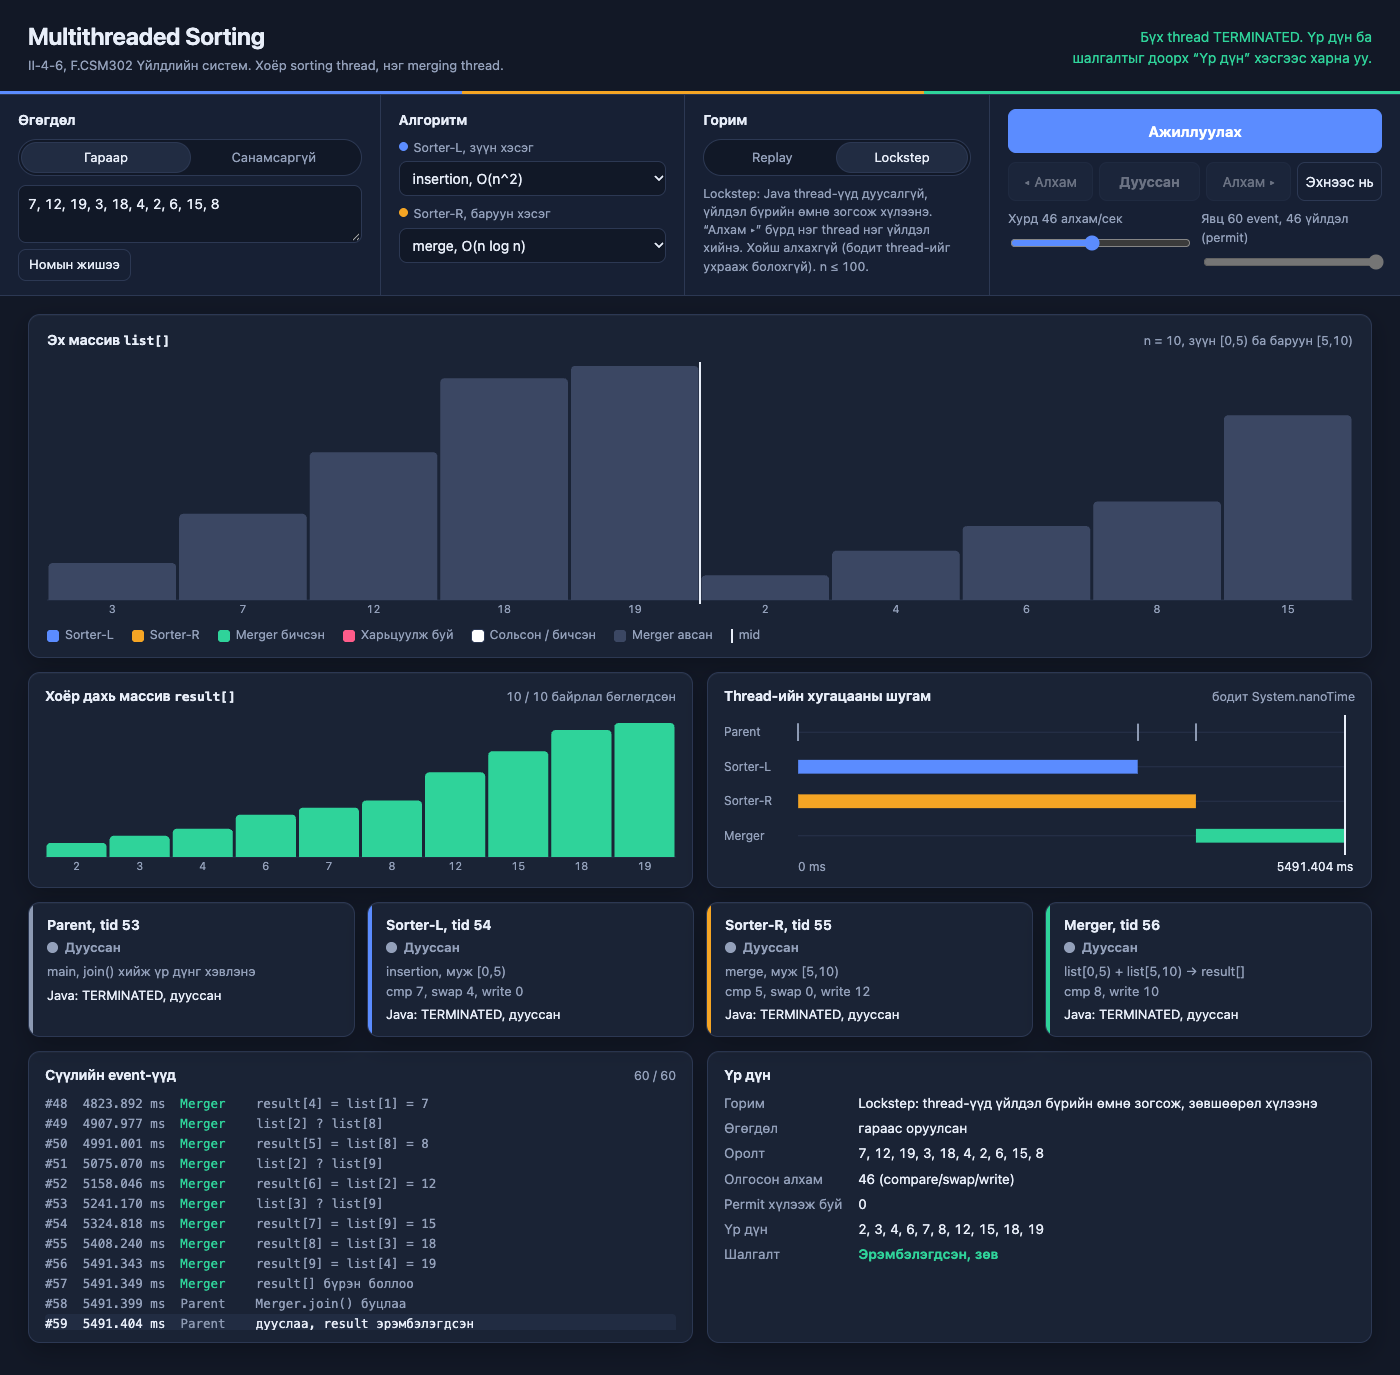 Multithreaded Sorting
II-4-6, F.CSM302 Үйлдлийн систем. Хоёр sorting thread, нэг merging thread.
Бүх thread TERMINATED. Үр дүн ба
шалгалтыг доорх “Үр дүн” хэсгээс харна уу.
Өгөгдөл
Гараар
Санамсаргүй
7, 12, 19, 3, 18, 4, 2, 6, 15, 8
Номын жишээ
Алгоритм
Sorter-L, зүүн хэсэг
insertion, O(n^2)
Sorter-R, баруун хэсэг
merge, O(n log n)
Горим
Replay
Lockstep
Lockstep: Java thread-үүд дуусалгүй,
үйлдэл бүрийн өмнө зогсож хүлээнэ.
“Алхам ▸” бүрд нэг thread нэг үйлдэл
хийнэ. Хойш алхахгүй (бодит thread-ийг
ухрааж болохгүй). n ≤ 100.
Ажиллуулах
◂ Алхам
Дууссан
Алхам ▸
Эхнээс нь
Хурд 46 алхам/сек
Явц 60 event, 46 үйлдэл
(permit)
Эх массив list[]
n = 10, зүүн [0,5) ба баруун [5,10)
3 7 12 18 19 2 4 6 8 15
Sorter-L
Sorter-R
Merger бичсэн
Харьцуулж буй
Сольсон / бичсэн
Merger авсан
mid
Хоёр дахь массив result[]
10 / 10 байрлал бөглөгдсөн
2 3 4 6 7 8 12 15 18 19
Thread-ийн хугацааны шугам
бодит System.nanoTime
Parent
Sorter-L
Sorter-R
Merger
0 ms
5491.404 ms
Parent, tid 53
Дууссан
main, join() хийж үр дүнг хэвлэнэ
Java: TERMINATED, дууссан
Sorter-L, tid 54
Дууссан
insertion, муж [0,5)
cmp 7, swap 4, write 0
Java: TERMINATED, дууссан
Sorter-R, tid 55
Дууссан
merge, муж [5,10)
cmp 5, swap 0, write 12
Java: TERMINATED, дууссан
Merger, tid 56
Дууссан
list[0,5) + list[5,10) → result[]
cmp 8, write 10
Java: TERMINATED, дууссан
Сүүлийн event-үүд
60 / 60
#48 4823.892 ms Merger result[4] = list[1] = 7
#49 4907.977 ms Merger list[2] ? list[8]
#50 4991.001 ms Merger result[5] = list[8] = 8
#51 5075.070 ms Merger list[2] ? list[9]
#52 5158.046 ms Merger result[6] = list[2] = 12
#53 5241.170 ms Merger list[3] ? list[9]
#54 5324.818 ms Merger result[7] = list[9] = 15
#55 5408.240 ms Merger result[8] = list[3] = 18
#56 5491.343 ms Merger result[9] = list[4] = 19
#57 5491.349 ms Merger result[] бүрэн боллоо
#58 5491.399 ms Parent Merger.join() буцлаа
#59 5491.404 ms Parent дууслаа, result эрэмбэлэгдсэн
Үр дүн
Горим Lockstep: thread-үүд үйлдэл бүрийн өмнө зогсож, зөвшөөрөл хүлээнэ
Өгөгдөл гараас оруулсан
Оролт 7, 12, 19, 3, 18, 4, 2, 6, 15, 8
Олгосон алхам 46 (compare/swap/write)
Permit хүлээж буй 0
Үр дүн 2, 3, 4, 6, 7, 8, 12, 15, 18, 19
Шалгалт Эрэмбэлэгдсэн, зөв